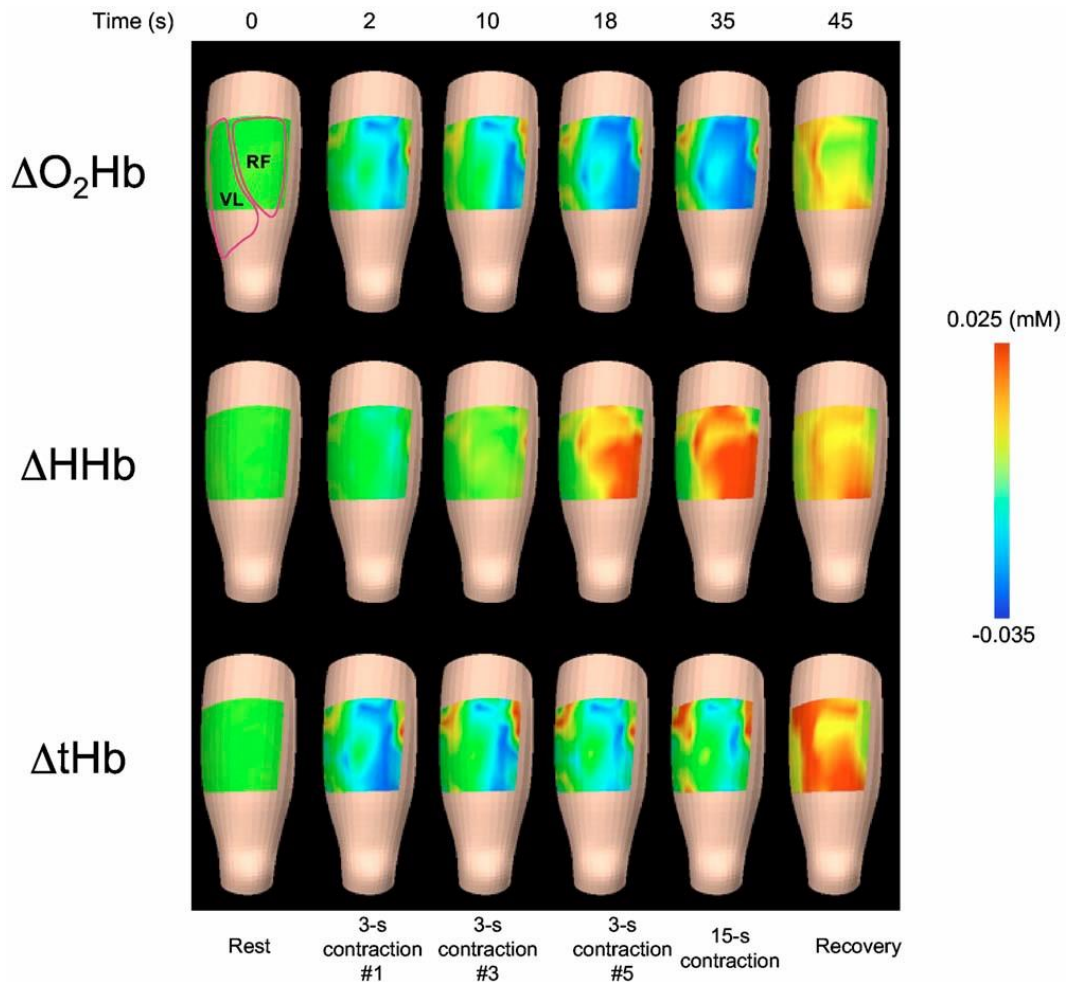 Time (s) 0 2 10 18 35 45
ΔO₂Hb
RF
VL
0.025 (mM)
ΔHHb
-0.035
ΔtHb
Rest
3-s
contraction
#1
3-s
contraction
#3
3-s
contraction
#5
15-s
contraction
Recovery